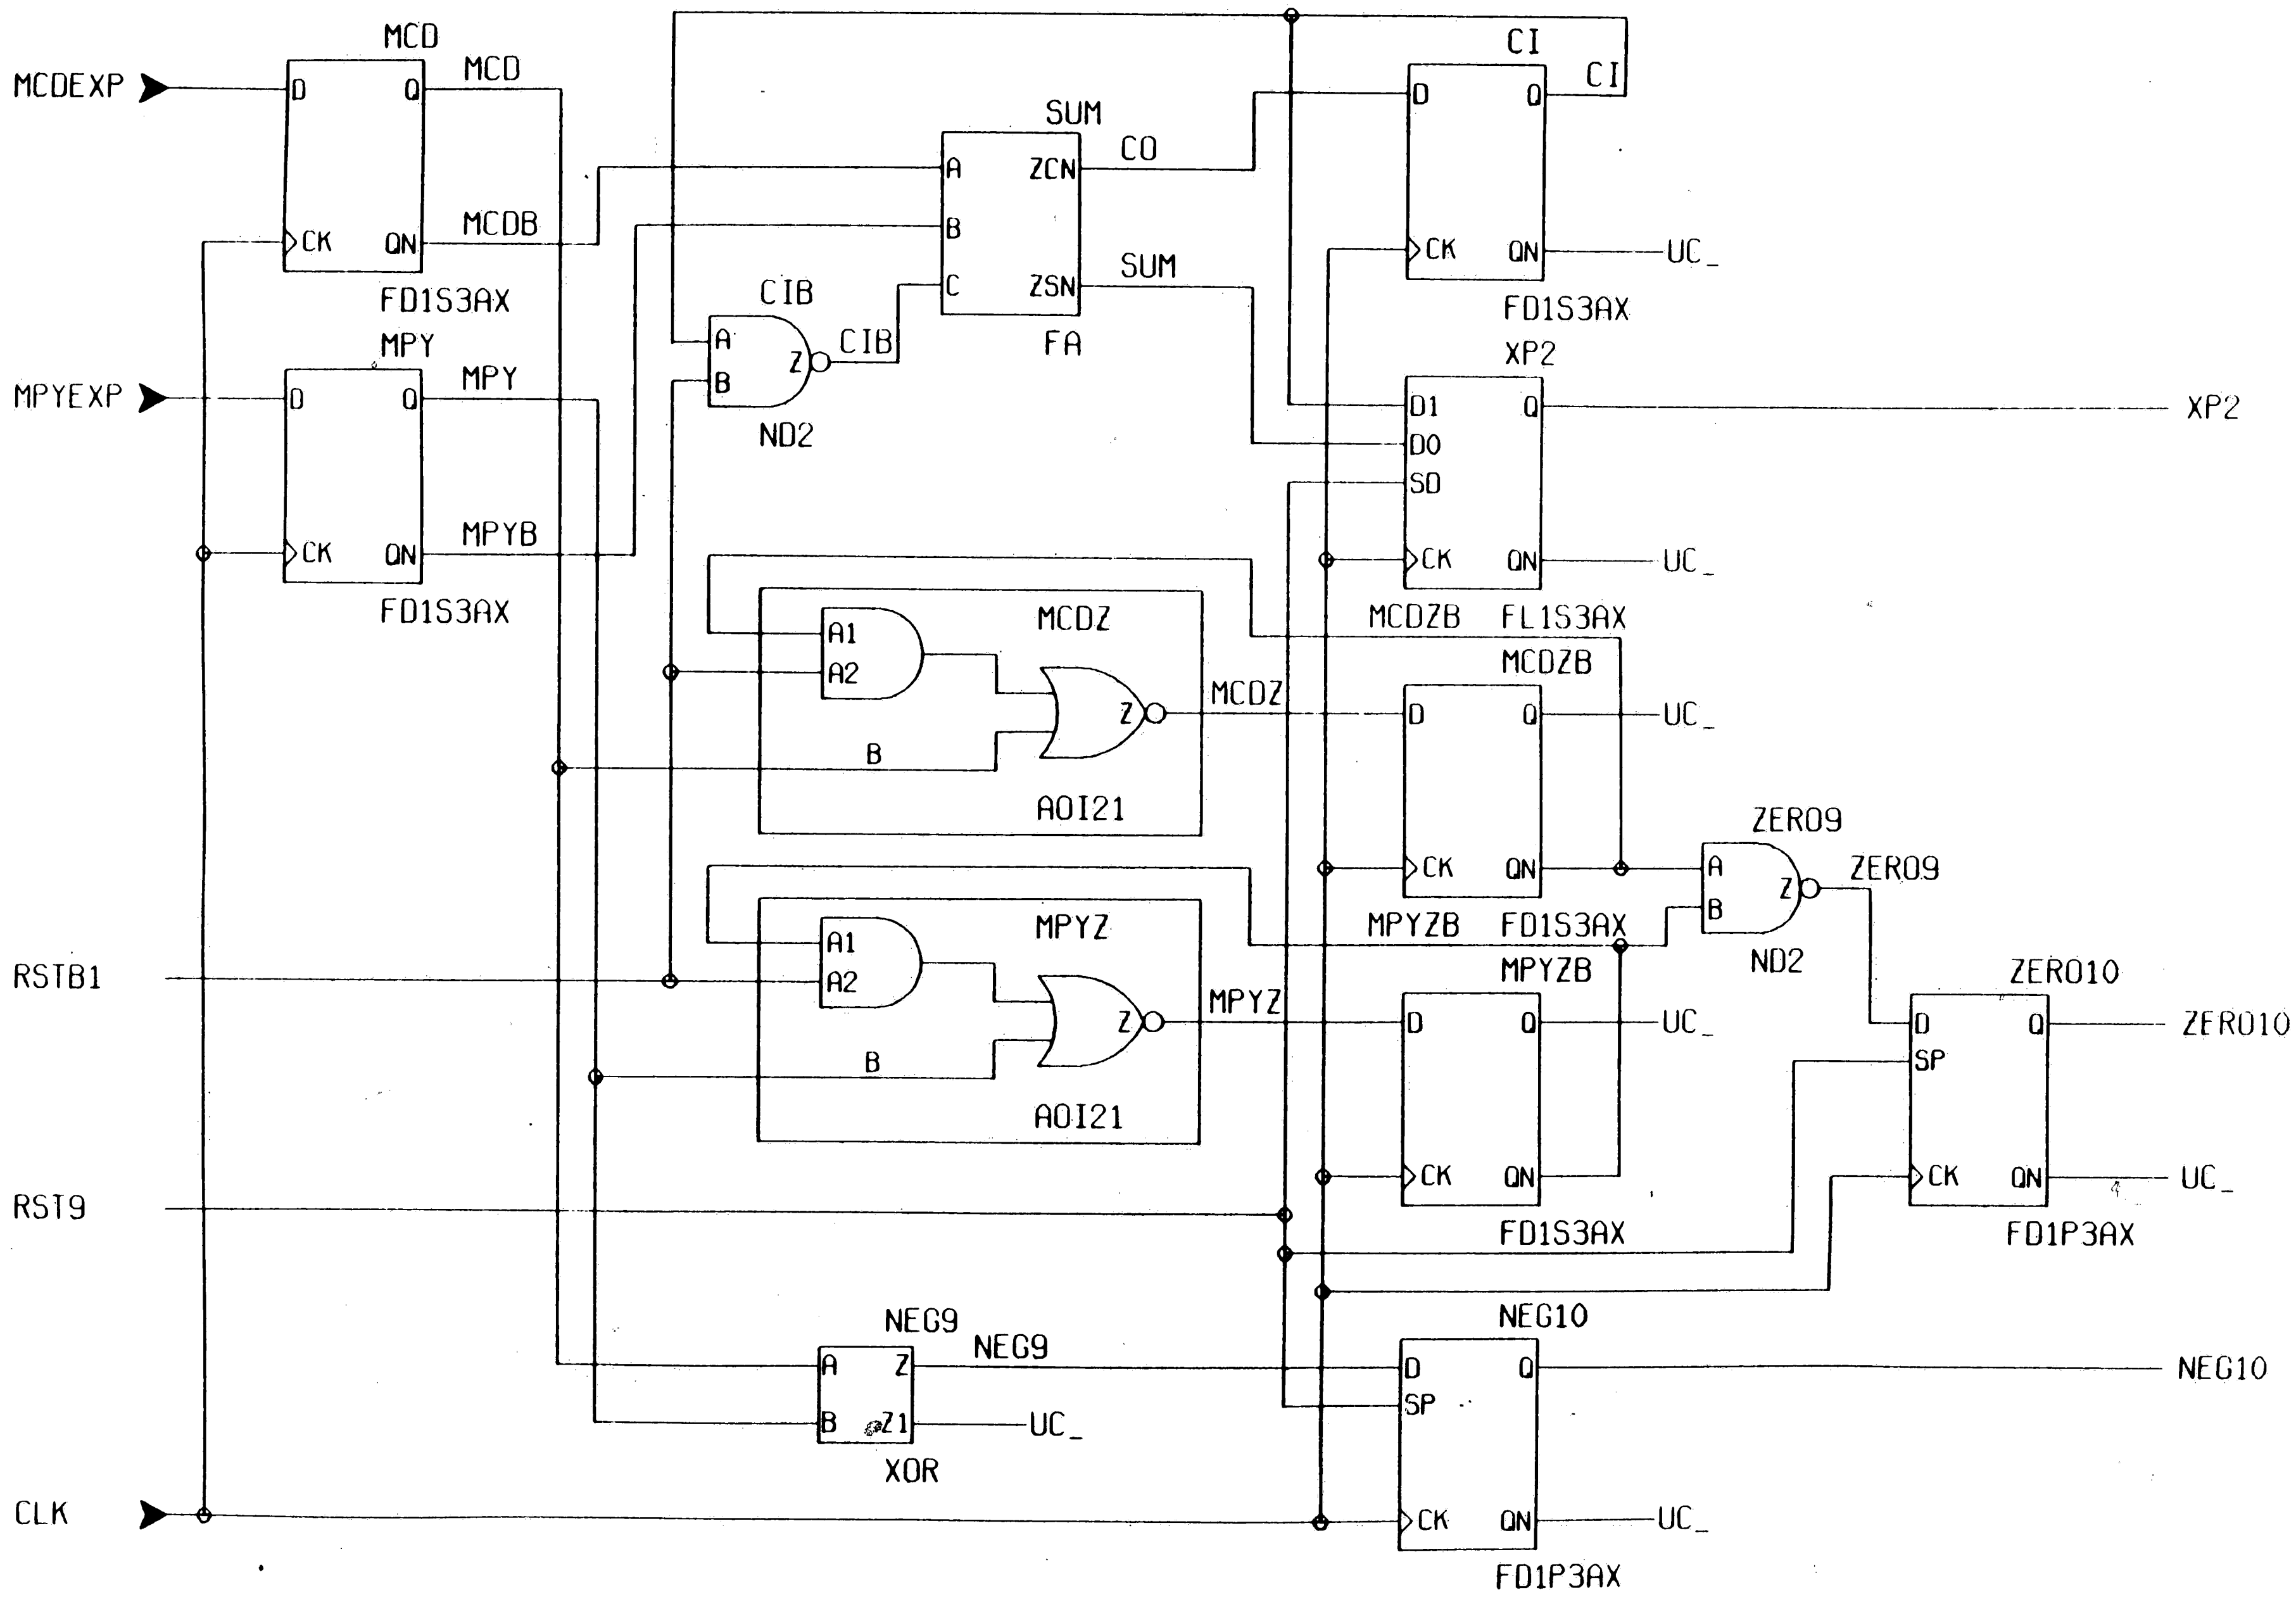 MCD
MCDEXP
D
Q
MCD
CK
QN
MCDB
FD1S3AX
MPY
MPYEXP
D
Q
MPY
CK
QN
MPYB
FD1S3AX
SUM
A
ZCN
CO
B
C
ZSN
SUM
FA
CIB
A
B
Z
CIB
ND2
CI
D
Q
CI
CK
QN
UC_
FD1S3AX
XP2
D1
Q
XP2
D0
SD
CK
QN
UC_
MCDZB
FL1S3AX
MCDZ
A1
A2
Z
MCDZ
B
AOI21
MCDZB
D
Q
UC_
CK
QN
MPYZB
FD1S3AX
ZERO9
A
B
Z
ZERO9
ND2
MPYZ
A1
RSTB1
A2
Z
MPYZ
B
AOI21
MPYZB
D
Q
UC_
CK
QN
FD1S3AX
ZERO10
D
Q
ZERO10
SP
CK
QN
UC_
FD1P3AX
RST9
NEG9
A
Z
NEG9
B
Z1
UC_
XOR
NEG10
D
Q
NEG10
SP
CLK
CK
QN
UC_
FD1P3AX